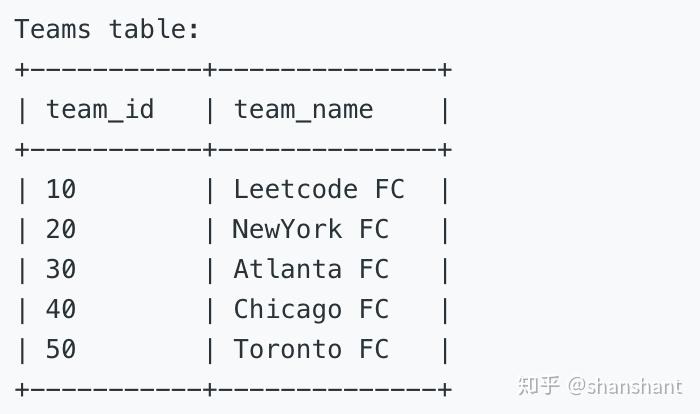 Teams table:
+-----------+--------------+
| team_id   | team_name    |
+-----------+--------------+
| 10        | Leetcode FC  |
| 20        | NewYork FC   |
| 30        | Atlanta FC   |
| 40        | Chicago FC   |
| 50        | Toronto FC   |
+-----------+--------------+
知乎 @shanshant